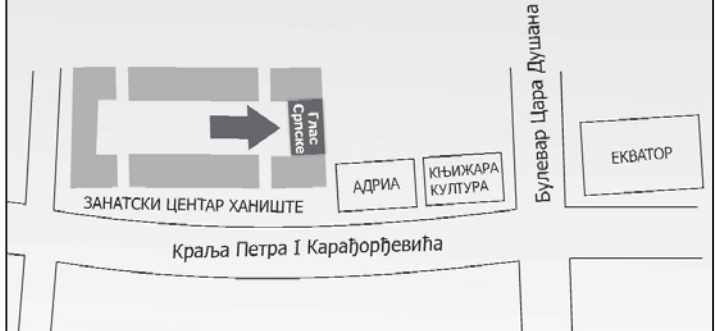 Булевар Цара Душана
Глас
Српске
ЕКВАТОР
АДРИА
КЊИЖАРА
КУЛТУРА
ЗАНАТСКИ ЦЕНТАР ХАНИШТЕ
Краља Петра I Карађорђевића